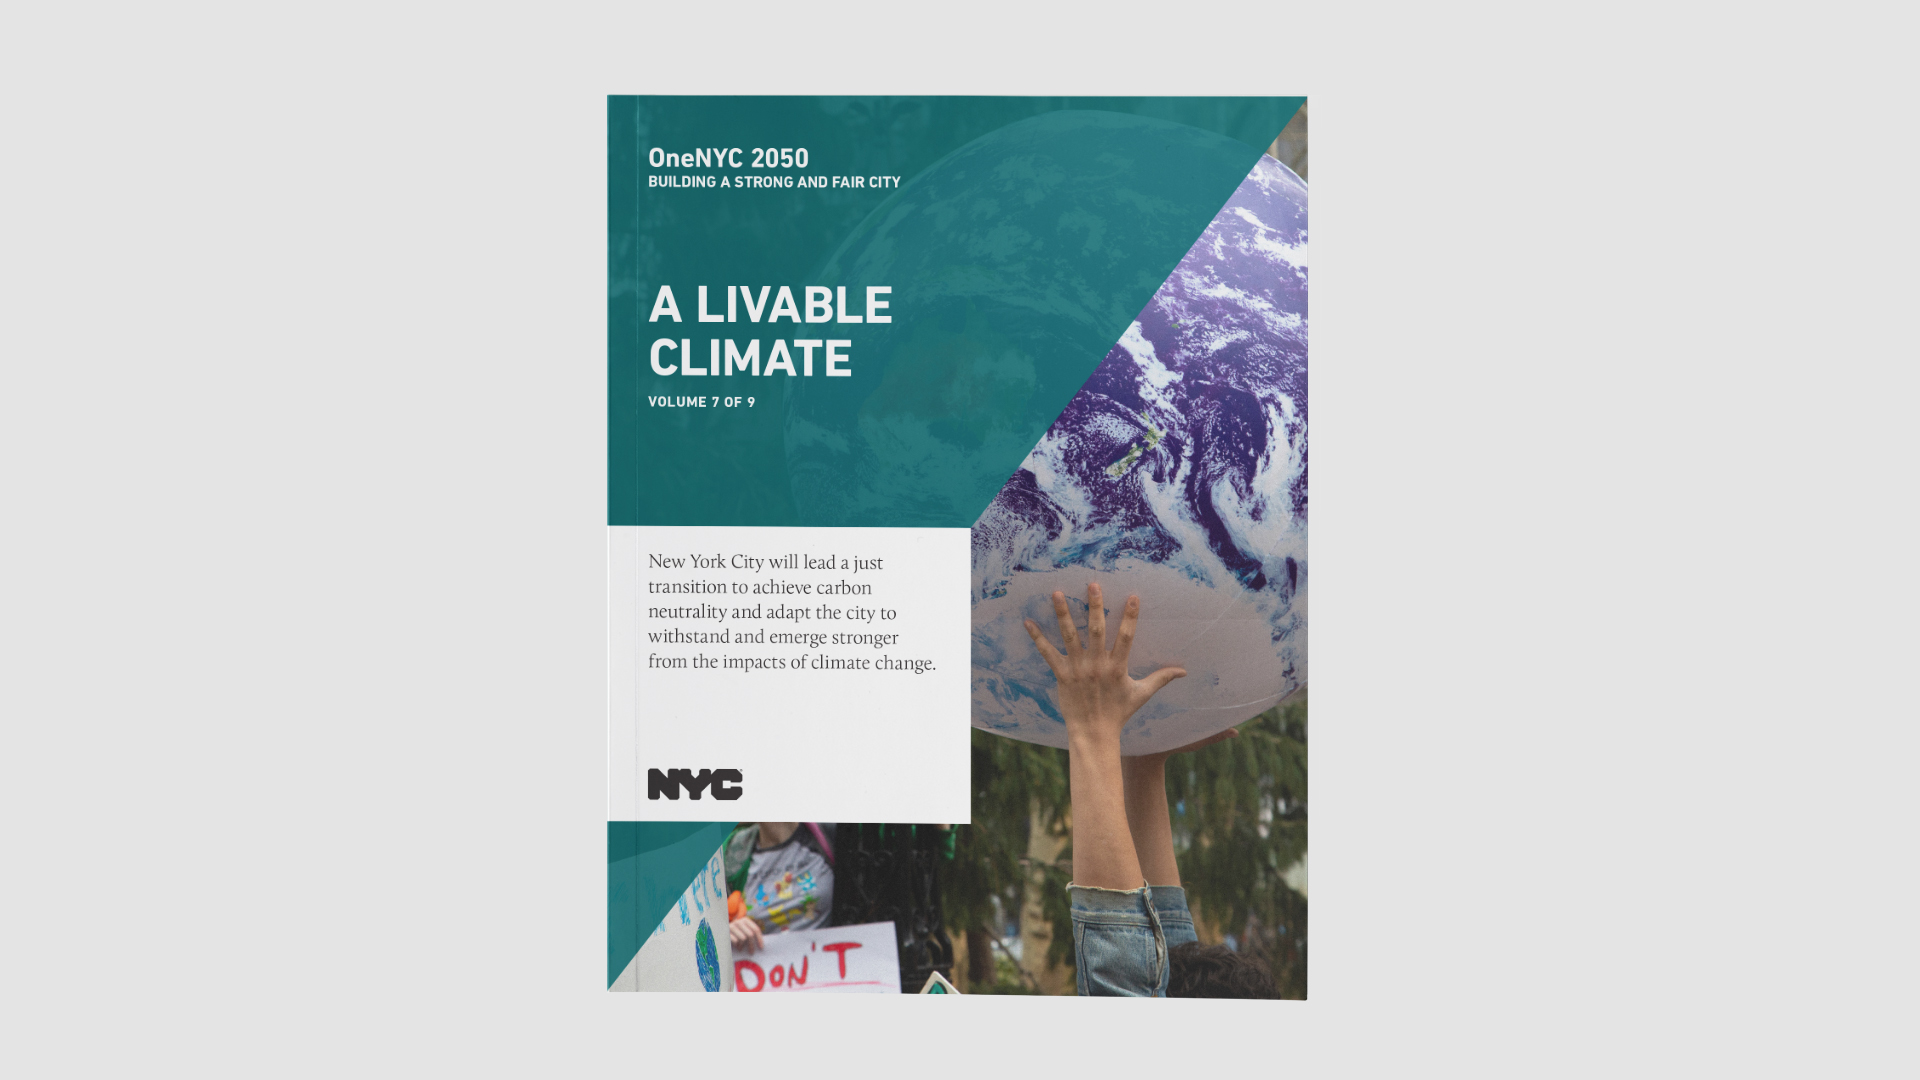 OneNYC 2050
BUILDING A STRONG AND FAIR CITY
A LIVABLE
CLIMATE
VOLUME 7 OF 9
New York City will lead a just
transition to achieve carbon
neutrality and adapt the city to
withstand and emerge stronger
from the impacts of climate change.
NYC
DON'T